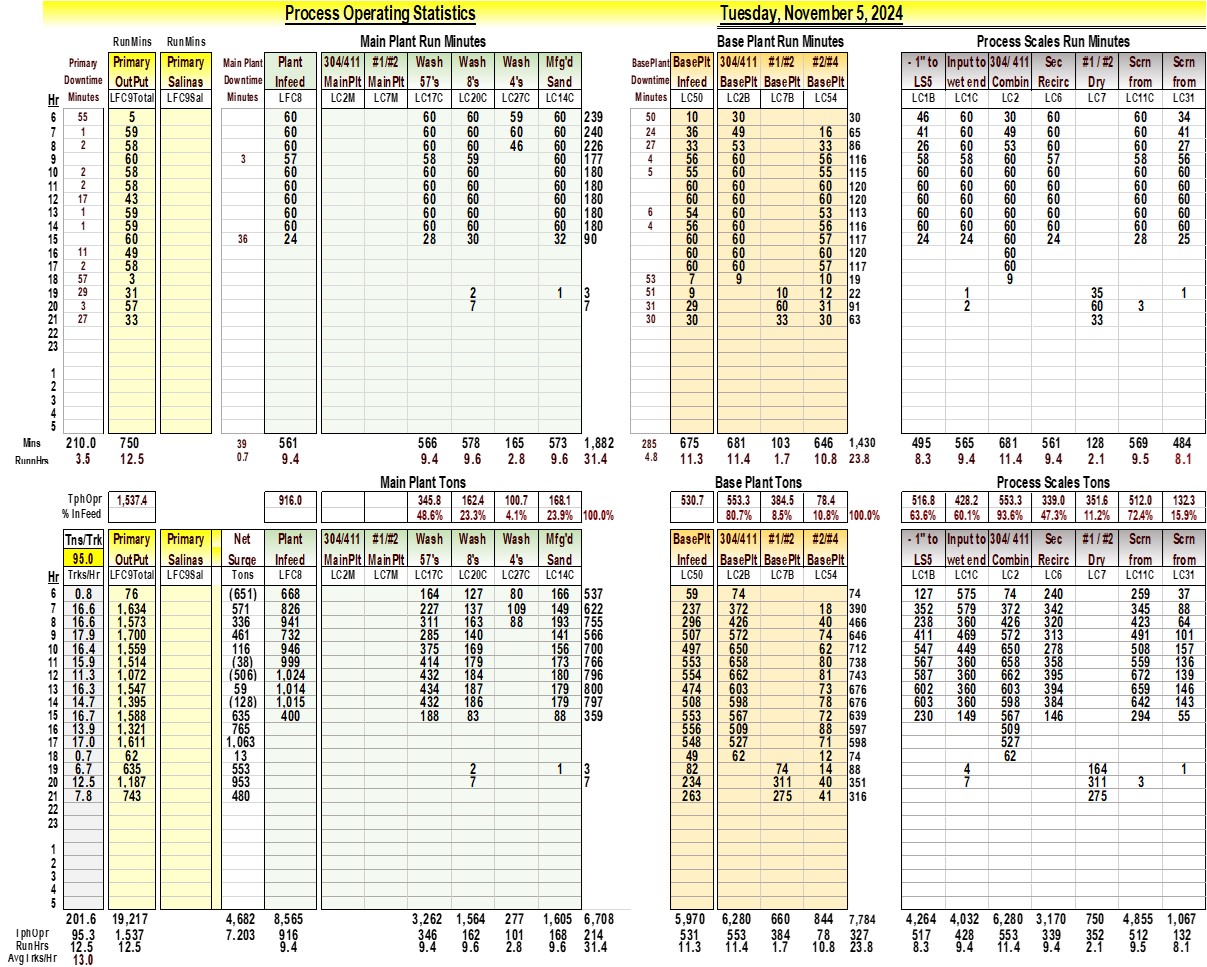 Process Operating Statistics Tuesday, November 5, 2024
RunMins RunMins Main Plant Run Minutes Base Plant Run Minutes Process Scales Run Minutes
Primary Primary Primary Main Plant Plant 304/411 #1/#2 Wash Wash Wash Mfg'd BasePlant BasePlt 304/411 #1/#2 #2/#4 - 1" to Input to 304/ 411 Sec #1 / #2 Scrn Scrn
Downtime OutPut Salinas Downtime Infeed MainPlt MainPlt 57's 8's 4's Sand Downtime Infeed BasePlt BasePlt BasePlt LS5 wet end Combin Recirc Dry from from
Hr Minutes LFC9Total LFC9Sal Minutes LFC8 LC2M LC7M LC17C LC20C LC27C LC14C Minutes LC50 LC2B LC7B LC54 LC1B LC1C LC2 LC6 LC7 LC11C LC31
6 55 5 60 60 60 59 60 239 50 10 30 30 46 60 30 60 60 34
7 1 59 60 60 60 60 60 240 24 36 49 16 65 41 60 49 60 60 41
8 2 58 60 60 60 46 60 226 27 33 53 33 86 26 60 53 60 60 27
9 60 3 57 58 59 60 177 4 56 60 56 116 58 58 60 57 58 56
10 2 58 60 60 60 60 180 5 55 60 55 115 60 60 60 60 60 60
11 2 58 60 60 60 60 180 60 60 60 120 60 60 60 60 60 60
12 17 43 60 60 60 60 180 60 60 60 120 60 60 60 60 60 60
13 1 59 60 60 60 60 180 6 54 60 53 113 60 60 60 60 60 60
14 1 59 60 60 60 60 180 4 56 60 56 116 60 60 60 60 60 60
15 60 36 24 28 30 32 90 60 60 57 117 24 24 60 24 28 25
16 11 49 60 60 60 120 60
17 2 58 60 60 57 117 60
18 57 3 53 7 9 10 19 9
19 29 31 2 1 3 51 9 10 12 22 1 35 1
20 3 57 7 7 31 29 60 31 91 2 60 3
21 27 33 30 30 33 30 63 33
22
23
1
2
3
4
5
Mins 210.0 750 39 561 566 578 165 573 1,882 285 675 681 103 646 1,430 495 565 681 561 128 569 484
RunnHrs 3.5 12.5 0.7 9.4 9.4 9.6 2.8 9.6 31.4 4.8 11.3 11.4 1.7 10.8 23.8 8.3 9.4 11.4 9.4 2.1 9.5 8.1
Main Plant Tons Base Plant Tons Process Scales Tons
TphOpr 1,537.4 916.0 345.8 162.4 100.7 168.1 530.7 553.3 384.5 78.4 516.8 428.2 553.3 339.0 351.6 512.0 132.3
% InFeed 48.6% 23.3% 4.1% 23.9% 100.0% 80.7% 8.5% 10.8% 100.0% 63.6% 60.1% 93.6% 47.3% 11.2% 72.4% 15.9%
Tns/Trk Primary Primary Net Plant 304/411 #1/#2 Wash Wash Wash Mfg'd BasePlt 304/411 #1/#2 #2/#4 - 1" to Input to 304/ 411 Sec #1 / #2 Scrn Scrn
95.0 OutPut Salinas Surge Infeed MainPlt MainPlt 57's 8's 4's Sand Infeed BasePlt BasePlt BasePlt LS5 wet end Combin Recirc Dry from from
Hr Trks/Hr LFC9Total LFC9Sal Tons LFC8 LC2M LC7M LC17C LC20C LC27C LC14C LC50 LC2B LC7B LC54 LC1B LC1C LC2 LC6 LC7 LC11C LC31
6 0.8 76 (651) 668 164 127 80 166 537 59 74 74 127 575 74 240 259 37
7 16.6 1,634 571 826 227 137 109 149 622 237 372 18 390 352 579 372 342 345 88
8 16.6 1,573 336 941 311 163 88 193 755 296 426 40 466 238 360 426 320 423 64
9 17.9 1,700 461 732 285 140 141 566 507 572 74 646 411 469 572 313 491 101
10 16.4 1,559 116 946 375 169 156 700 497 650 62 712 547 449 650 278 508 157
11 15.9 1,514 (38) 999 414 179 173 766 553 658 80 738 567 360 658 358 559 136
12 11.3 1,072 (506) 1,024 432 184 180 796 554 662 81 743 587 360 662 395 672 139
13 16.3 1,547 59 1,014 434 187 179 800 474 603 73 676 602 360 603 394 659 146
14 14.7 1,395 (128) 1,015 432 186 179 797 508 598 78 676 603 360 598 384 642 143
15 16.7 1,588 635 400 188 83 88 359 553 567 72 639 230 149 567 146 294 55
16 13.9 1,321 765 556 509 88 597 509
17 17.0 1,611 1,063 548 527 71 598 527
18 0.7 62 13 49 62 12 74 62
19 6.7 635 553 2 1 3 82 74 14 88 4 164 1
20 12.5 1,187 953 7 7 234 311 40 351 7 311 3
21 7.8 743 480 263 275 41 316 275
22
23
1
2
3
4
5
201.6 19,217 4,682 8,565 3,262 1,564 277 1,605 6,708 5,970 6,280 660 844 7,784 4,264 4,032 6,280 3,170 750 4,855 1,067
TphOpr 95.3 1,537 7.203 916 346 162 101 168 214 531 553 384 78 327 517 428 553 339 352 512 132
RunHrs 12.5 12.5 9.4 9.4 9.6 2.8 9.6 31.4 11.3 11.4 1.7 10.8 23.8 8.3 9.4 11.4 9.4 2.1 9.5 8.1
AvgTrks/Hr 13.0